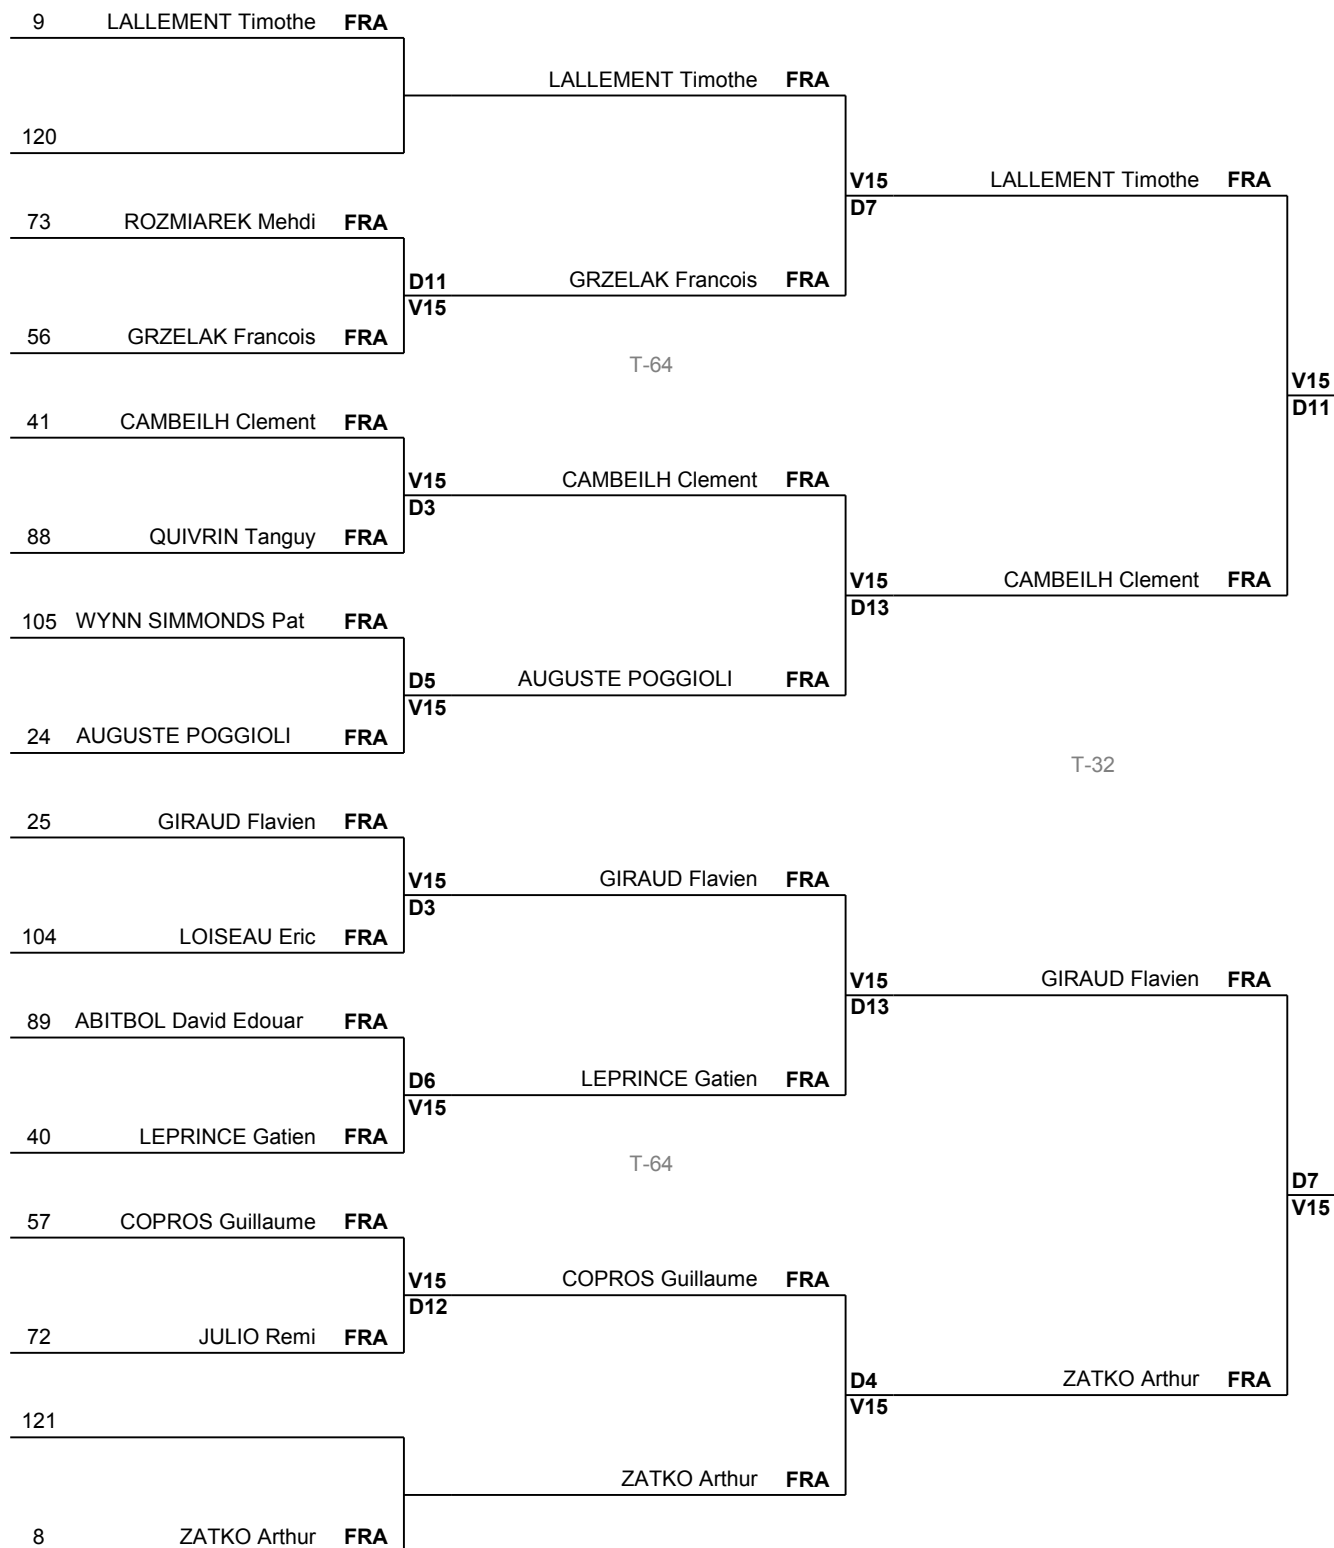 9 LALLEMENT Timothe FRA
LALLEMENT Timothe FRA
120
V15 LALLEMENT Timothe FRA
D7
73 ROZMIAREK Mehdi FRA
D11 GRZELAK Francois FRA
V15
56 GRZELAK Francois FRA
T-64
V15
D11
41 CAMBEILH Clement FRA
V15 CAMBEILH Clement FRA
D3
88 QUIVRIN Tanguy FRA
V15 CAMBEILH Clement FRA
D13
105 WYNN SIMMONDS Pat FRA
D5 AUGUSTE POGGIOLI FRA
V15
24 AUGUSTE POGGIOLI FRA
T-32
25 GIRAUD Flavien FRA
V15 GIRAUD Flavien FRA
D3
104 LOISEAU Eric FRA
V15 GIRAUD Flavien FRA
D13
89 ABITBOL David Edouar FRA
D6 LEPRINCE Gatien FRA
V15
40 LEPRINCE Gatien FRA
T-64
D7
V15
57 COPROS Guillaume FRA
V15 COPROS Guillaume FRA
D12
72 JULIO Remi FRA
D4 ZATKO Arthur FRA
V15
121
ZATKO Arthur FRA
8 ZATKO Arthur FRA